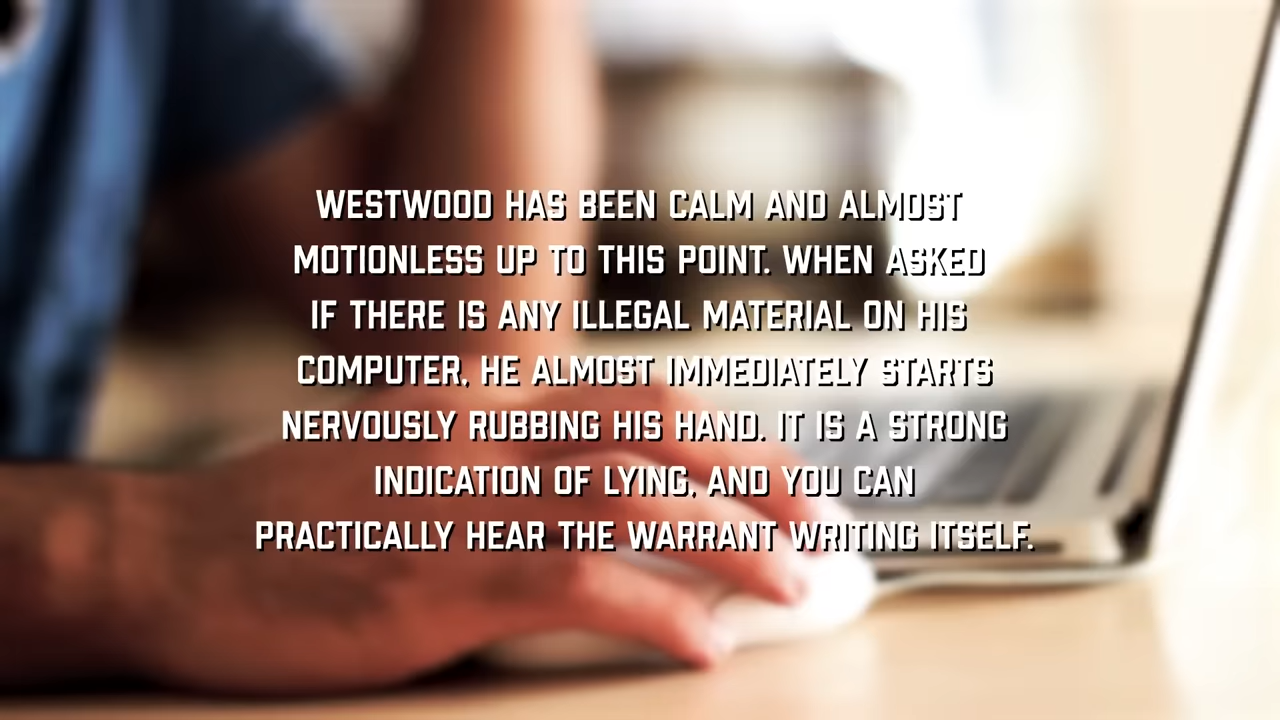 WESTWOOD HAS BEEN CALM AND ALMOST
MOTIONLESS UP TO THIS POINT. WHEN ASKED
IF THERE IS ANY ILLEGAL MATERIAL ON HIS
COMPUTER, HE ALMOST IMMEDIATELY STARTS
NERVOUSLY RUBBING HIS HAND. IT IS A STRONG
INDICATION OF LYING, AND YOU CAN
PRACTICALLY HEAR THE WARRANT WRITING ITSELF.